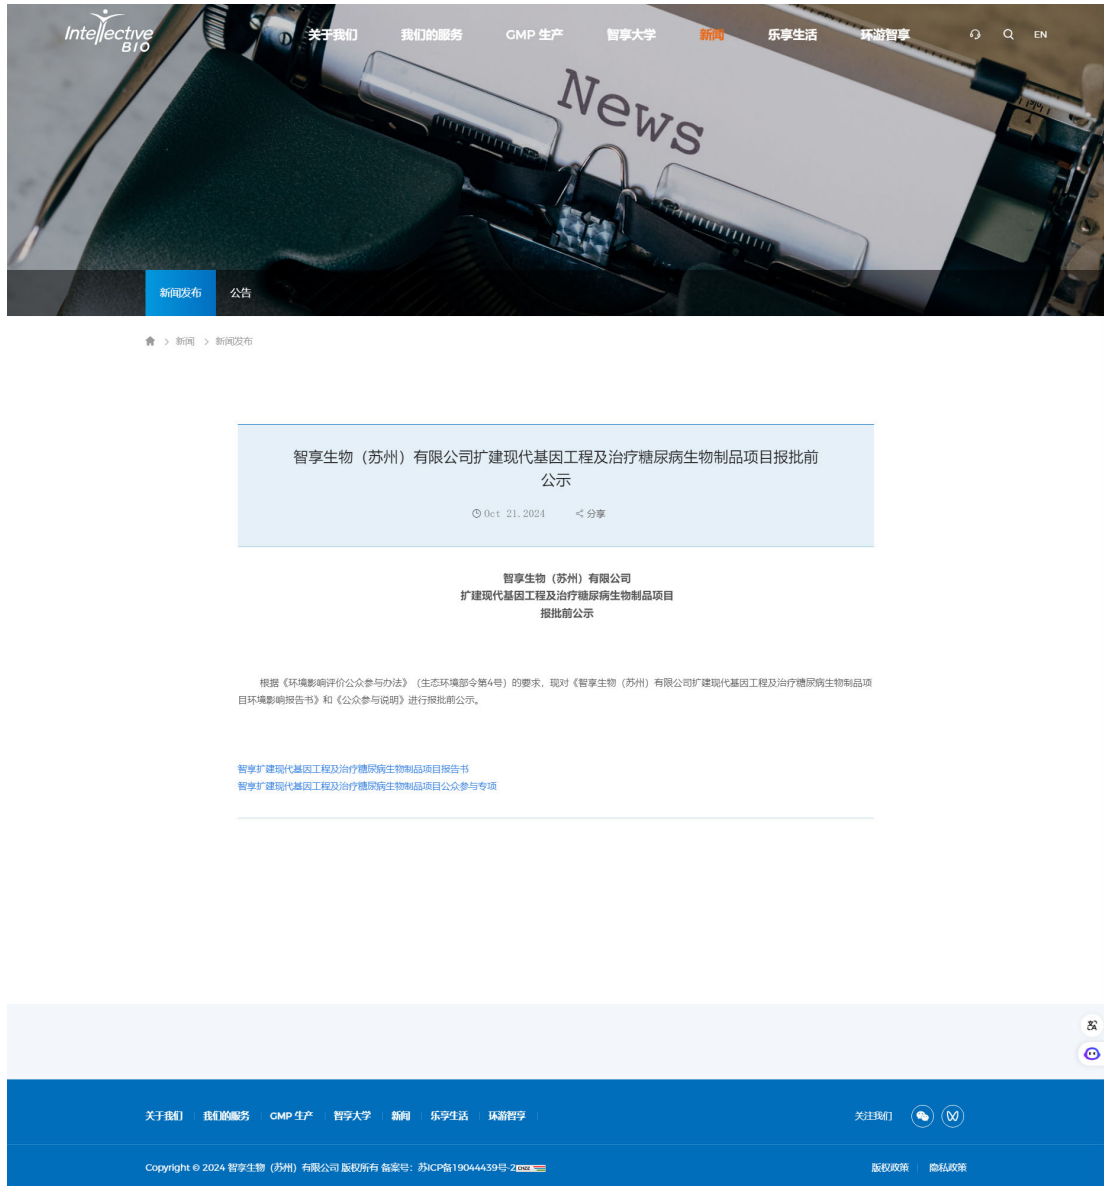 Intellective
BIO
关于我们 我们的服务 GMP 生产 智享大学 新闻 乐享生活 环游智享 EN
News
新闻发布 公告
> 新闻 > 新闻发布
智享生物（苏州）有限公司扩建现代基因工程及治疗糖尿病生物制品项目报批前
公示
Oct 21.2024 分享
智享生物（苏州）有限公司
扩建现代基因工程及治疗糖尿病生物制品项目
报批前公示
根据《环境影响评价公众参与办法》（生态环境部令第4号）的要求，现对《智享生物（苏州）有限公司扩建现代基因工程及治疗糖尿病生物制品项
目环境影响报告书》和《公众参与说明》进行报批前公示。
智享扩建现代基因工程及治疗糖尿病生物制品项目报告书
智享扩建现代基因工程及治疗糖尿病生物制品项目公众参与专项
关于我们 我们的服务 GMP 生产 智享大学 新闻 乐享生活 环游智享 关注我们
Copyright © 2024 智享生物（苏州）有限公司 版权所有 备案号：苏ICP备19044439号-2 版权政策 隐私政策